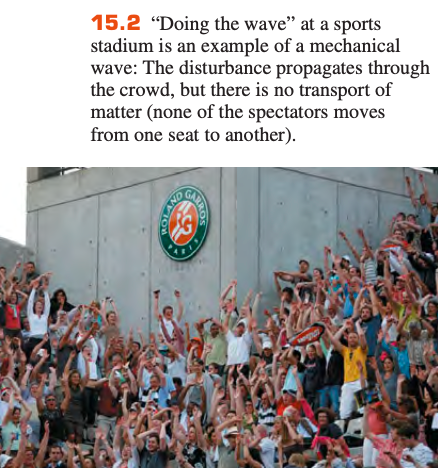 15.2 “Doing the wave” at a sports
stadium is an example of a mechanical
wave: The disturbance propagates through
the crowd, but there is no transport of
matter (none of the spectators moves
from one seat to another).
ROLAND GARROS
RG
PARIS